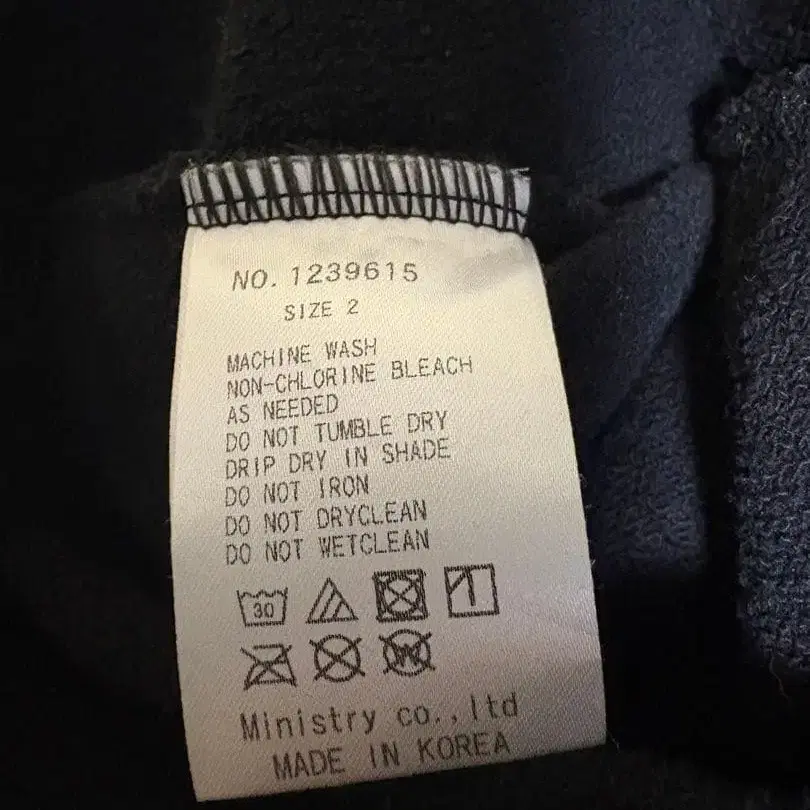 NO. 1239615
SIZE 2
MACHINE WASH
NON-CHLORINE BLEACH
AS NEEDED
DO NOT TUMBLE DRY
DRIP DRY IN SHADE
DO NOT IRON
DO NOT DRYCLEAN
DO NOT WETCLEAN
30
W
Ministry co.,ltd
MADE IN KOREA